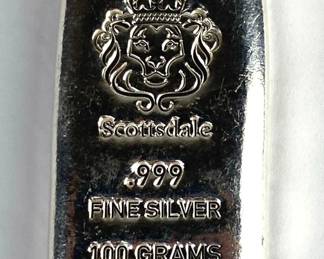 Scottsdale
.999
FINE SILVER
100 GRAMS